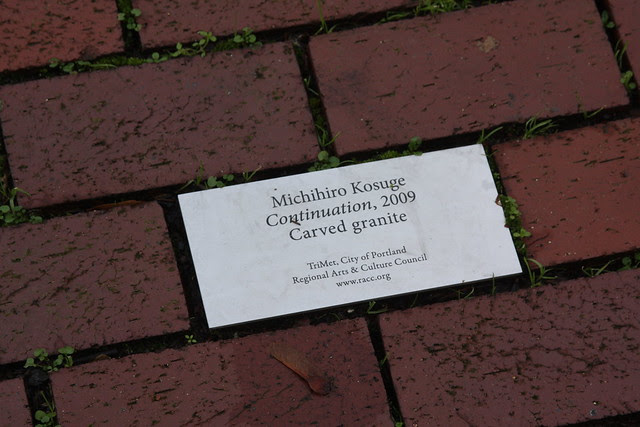 Michihiro Kosuge
Continuation, 2009
Carved granite
TriMet, City of Portland
Regional Arts & Culture Council
www.racc.org